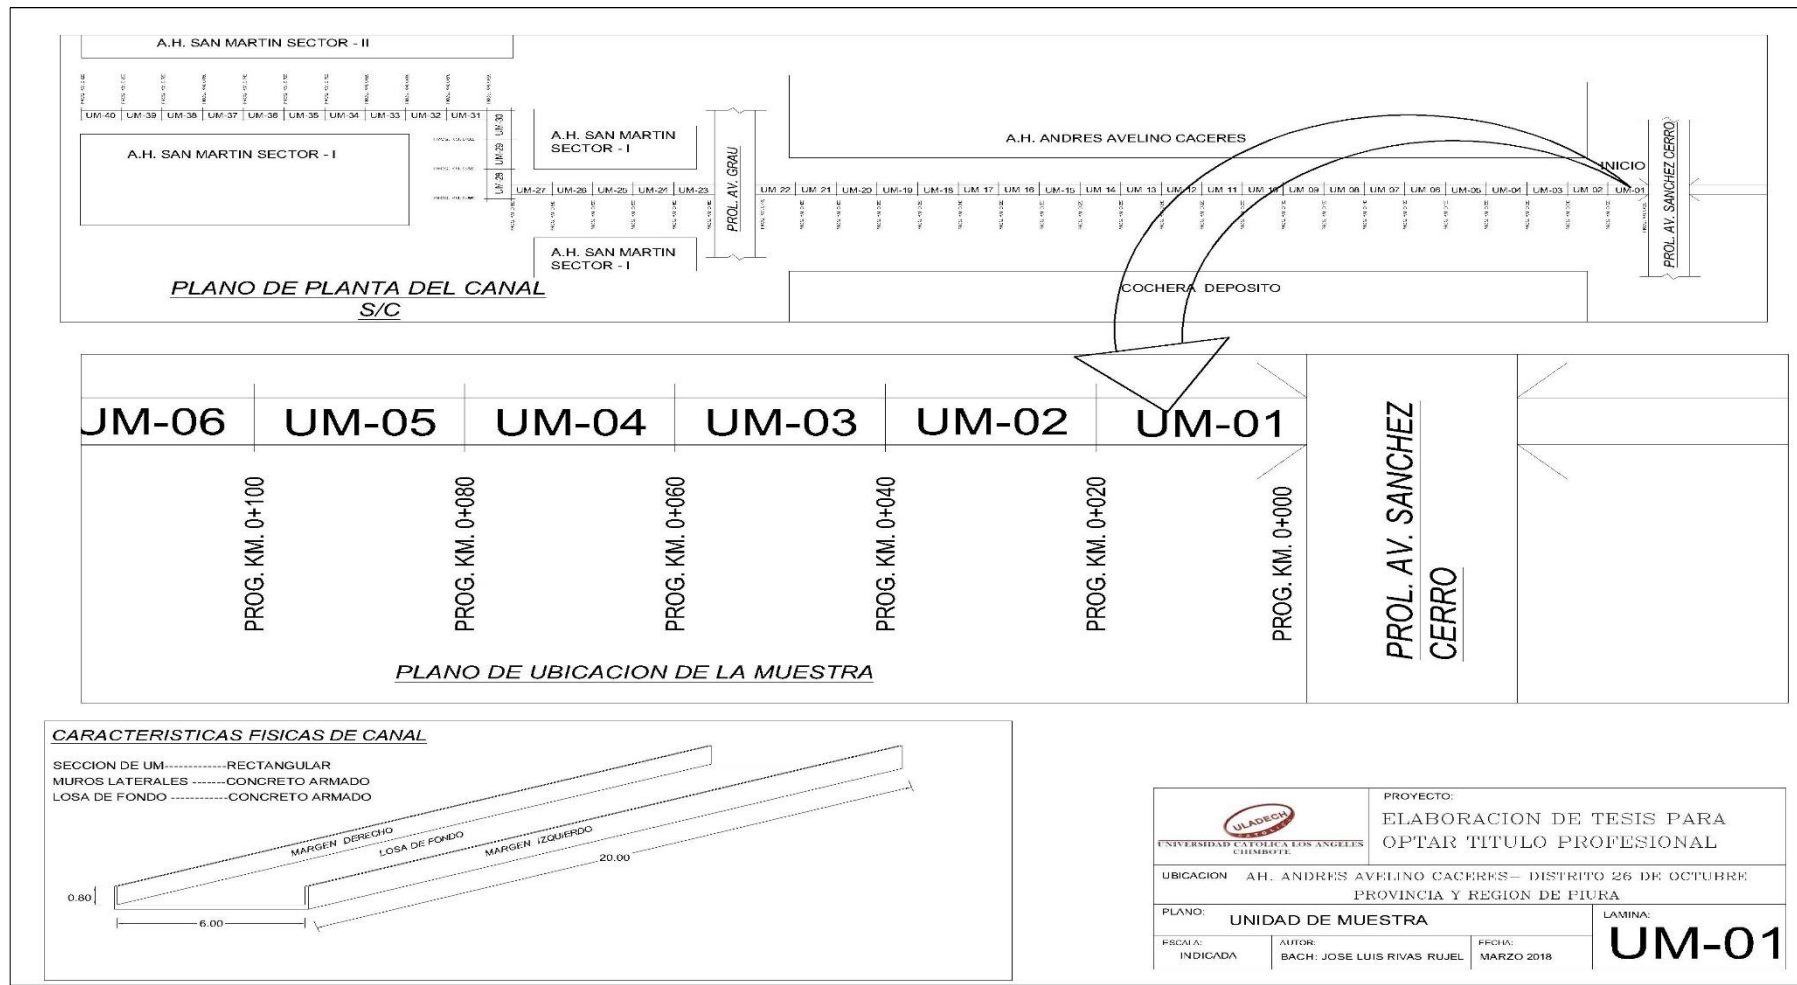 A.H. SAN MARTIN SECTOR - II
UM-40 UM-39 UM-38 UM-37 UM-36 UM-35 UM-34 UM-33 UM-32 UM-31
UM-30
UM-29
UM-28
A.H. SAN MARTIN SECTOR - I
A.H. SAN MARTIN
SECTOR - I
UM-27 UM-26 UM-25 UM-24 UM-23
A.H. SAN MARTIN
SECTOR - I
PROL. AV. GRAU
A.H. ANDRES AVELINO CACERES
INICIO
UM 22 UM 21 UM-20 UM-19 UM-18 UM 17 UM 16 UM-15 UM 14 UM 13 UM-12 UM 11 UM 10 UM 09 UM 08 UM 07 UM 06 UM-05 UM-04 UM-03 UM 02 UM-01
PROL. AV. SANCHEZ CERRO
COCHERA DEPOSITO
PLANO DE PLANTA DEL CANAL
S/C
UM-06 UM-05 UM-04 UM-03 UM-02 UM-01
PROG. KM. 0+100
PROG. KM. 0+080
PROG. KM. 0+060
PROG. KM. 0+040
PROG. KM. 0+020
PROG. KM. 0+000
PROL. AV. SANCHEZ
CERRO
PLANO DE UBICACION DE LA MUESTRA
CARACTERISTICAS FISICAS DE CANAL
SECCION DE UM-----------RECTANGULAR
MUROS LATERALES ------CONCRETO ARMADO
LOSA DE FONDO -----------CONCRETO ARMADO
MARGEN DERECHO
LOSA DE FONDO
MARGEN IZQUIERDO
20.00
0.80
6.00
ULADECH
CATOLICA
UNIVERSIDAD CATOLICA LOS ANGELES
CHIMBOTE
PROYECTO:
ELABORACION DE TESIS PARA
OPTAR TITULO PROFESIONAL
UBICACION AH. ANDRES AVELINO CACERES- DISTRITO 26 DE OCTUBRE
PROVINCIA Y REGION DE PIURA
PLANO:
UNIDAD DE MUESTRA
LAMINA:
UM-01
ESCALA:
INDICADA
AUTOR:
BACH: JOSE LUIS RIVAS RUJEL
FECHA:
MARZO 2018